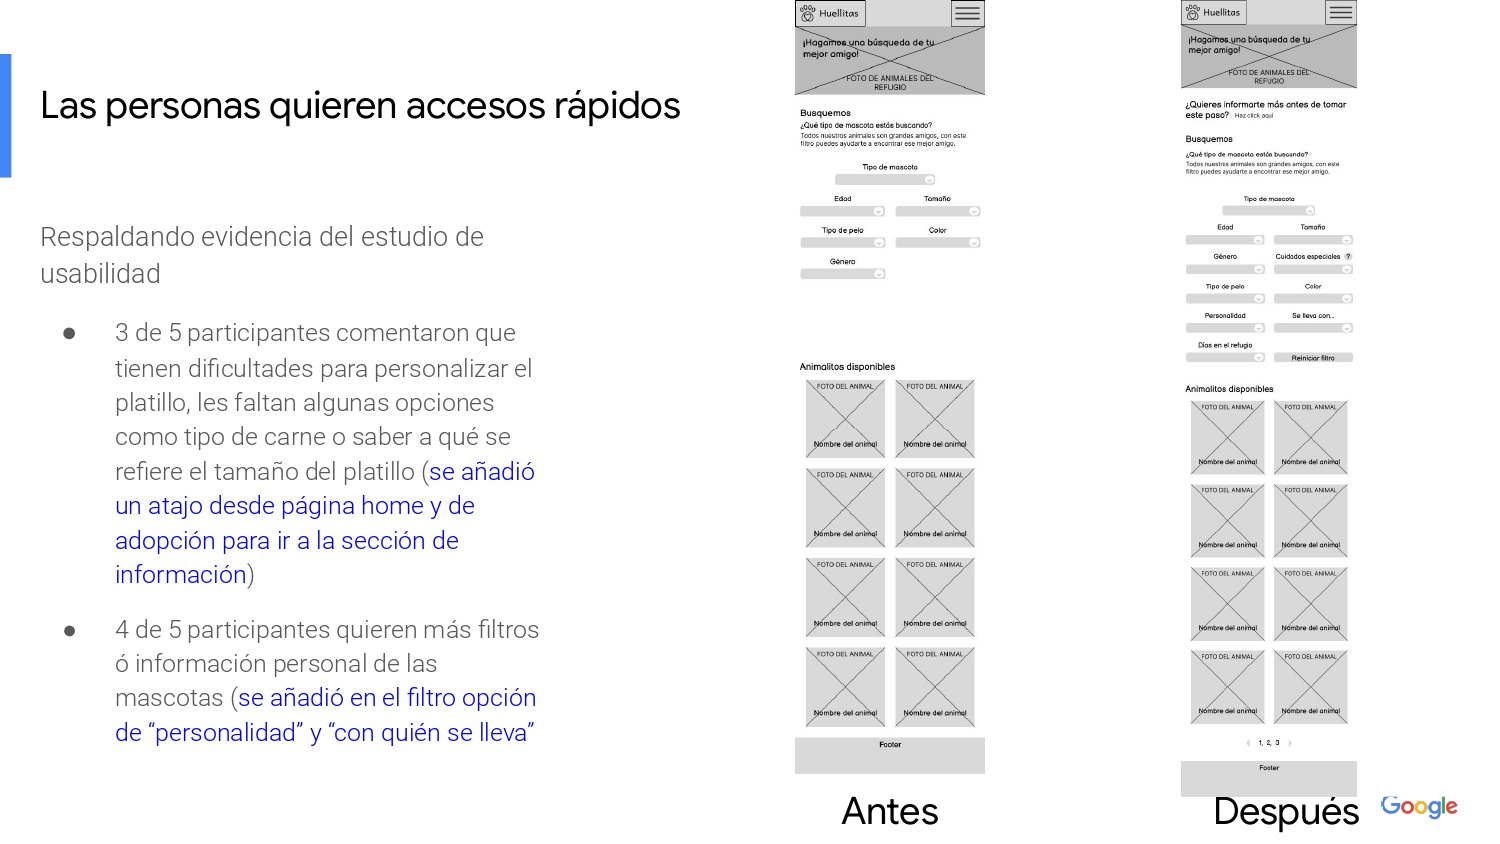 Las personas quieren accesos rápidos
Respaldando evidencia del estudio de
usabilidad
● 3 de 5 participantes comentaron que
tienen dificultades para personalizar el
platillo, les faltan algunas opciones
como tipo de carne o saber a qué se
refiere el tamaño del platillo (se añadió
un atajo desde página home y de
adopción para ir a la sección de
información)
● 4 de 5 participantes quieren más filtros
ó información personal de las
mascotas (se añadió en el filtro opción
de “personalidad” y “con quién se lleva”
Huellitas
¡Hagamos una búsqueda de tu
mejor amigo!
FOTO DE ANIMALES DEL
REFUGIO
Busquemos
¿Qué tipo de mascota estás buscando?
Todos nuestros animales son grandes amigos, con este
filtro puedes ayudarte a encontrar ese mejor amigo.
Tipo de mascota
Edad Tamaño
Tipo de pelo Color
Género
Animalitos disponibles
FOTO DEL ANIMAL FOTO DEL ANIMAL
Nombre del animal Nombre del animal
FOTO DEL ANIMAL FOTO DEL ANIMAL
Nombre del animal Nombre del animal
FOTO DEL ANIMAL FOTO DEL ANIMAL
Nombre del animal Nombre del animal
FOTO DEL ANIMAL FOTO DEL ANIMAL
Nombre del animal Nombre del animal
Footer
Antes
Huellitas
¡Hagamos una búsqueda de tu
mejor amigo!
FOTO DE ANIMALES DEL
REFUGIO
¿Quieres informarte más antes de tomar
este paso? Haz click aquí
Busquemos
¿Qué tipo de mascota estás buscando?
Todos nuestros animales son grandes amigos, con este
filtro puedes ayudarte a encontrar ese mejor amigo.
Tipo de mascota
Edad Tamaño
Género Cuidados especiales ?
Tipo de pelo Color
Personalidad Se lleva con..
Días en el refugio Reiniciar filtro
Animalitos disponibles
FOTO DEL ANIMAL FOTO DEL ANIMAL
Nombre del animal Nombre del animal
FOTO DEL ANIMAL FOTO DEL ANIMAL
Nombre del animal Nombre del animal
FOTO DEL ANIMAL FOTO DEL ANIMAL
Nombre del animal Nombre del animal
FOTO DEL ANIMAL FOTO DEL ANIMAL
Nombre del animal Nombre del animal
1, 2, 3
Footer
Después
Google